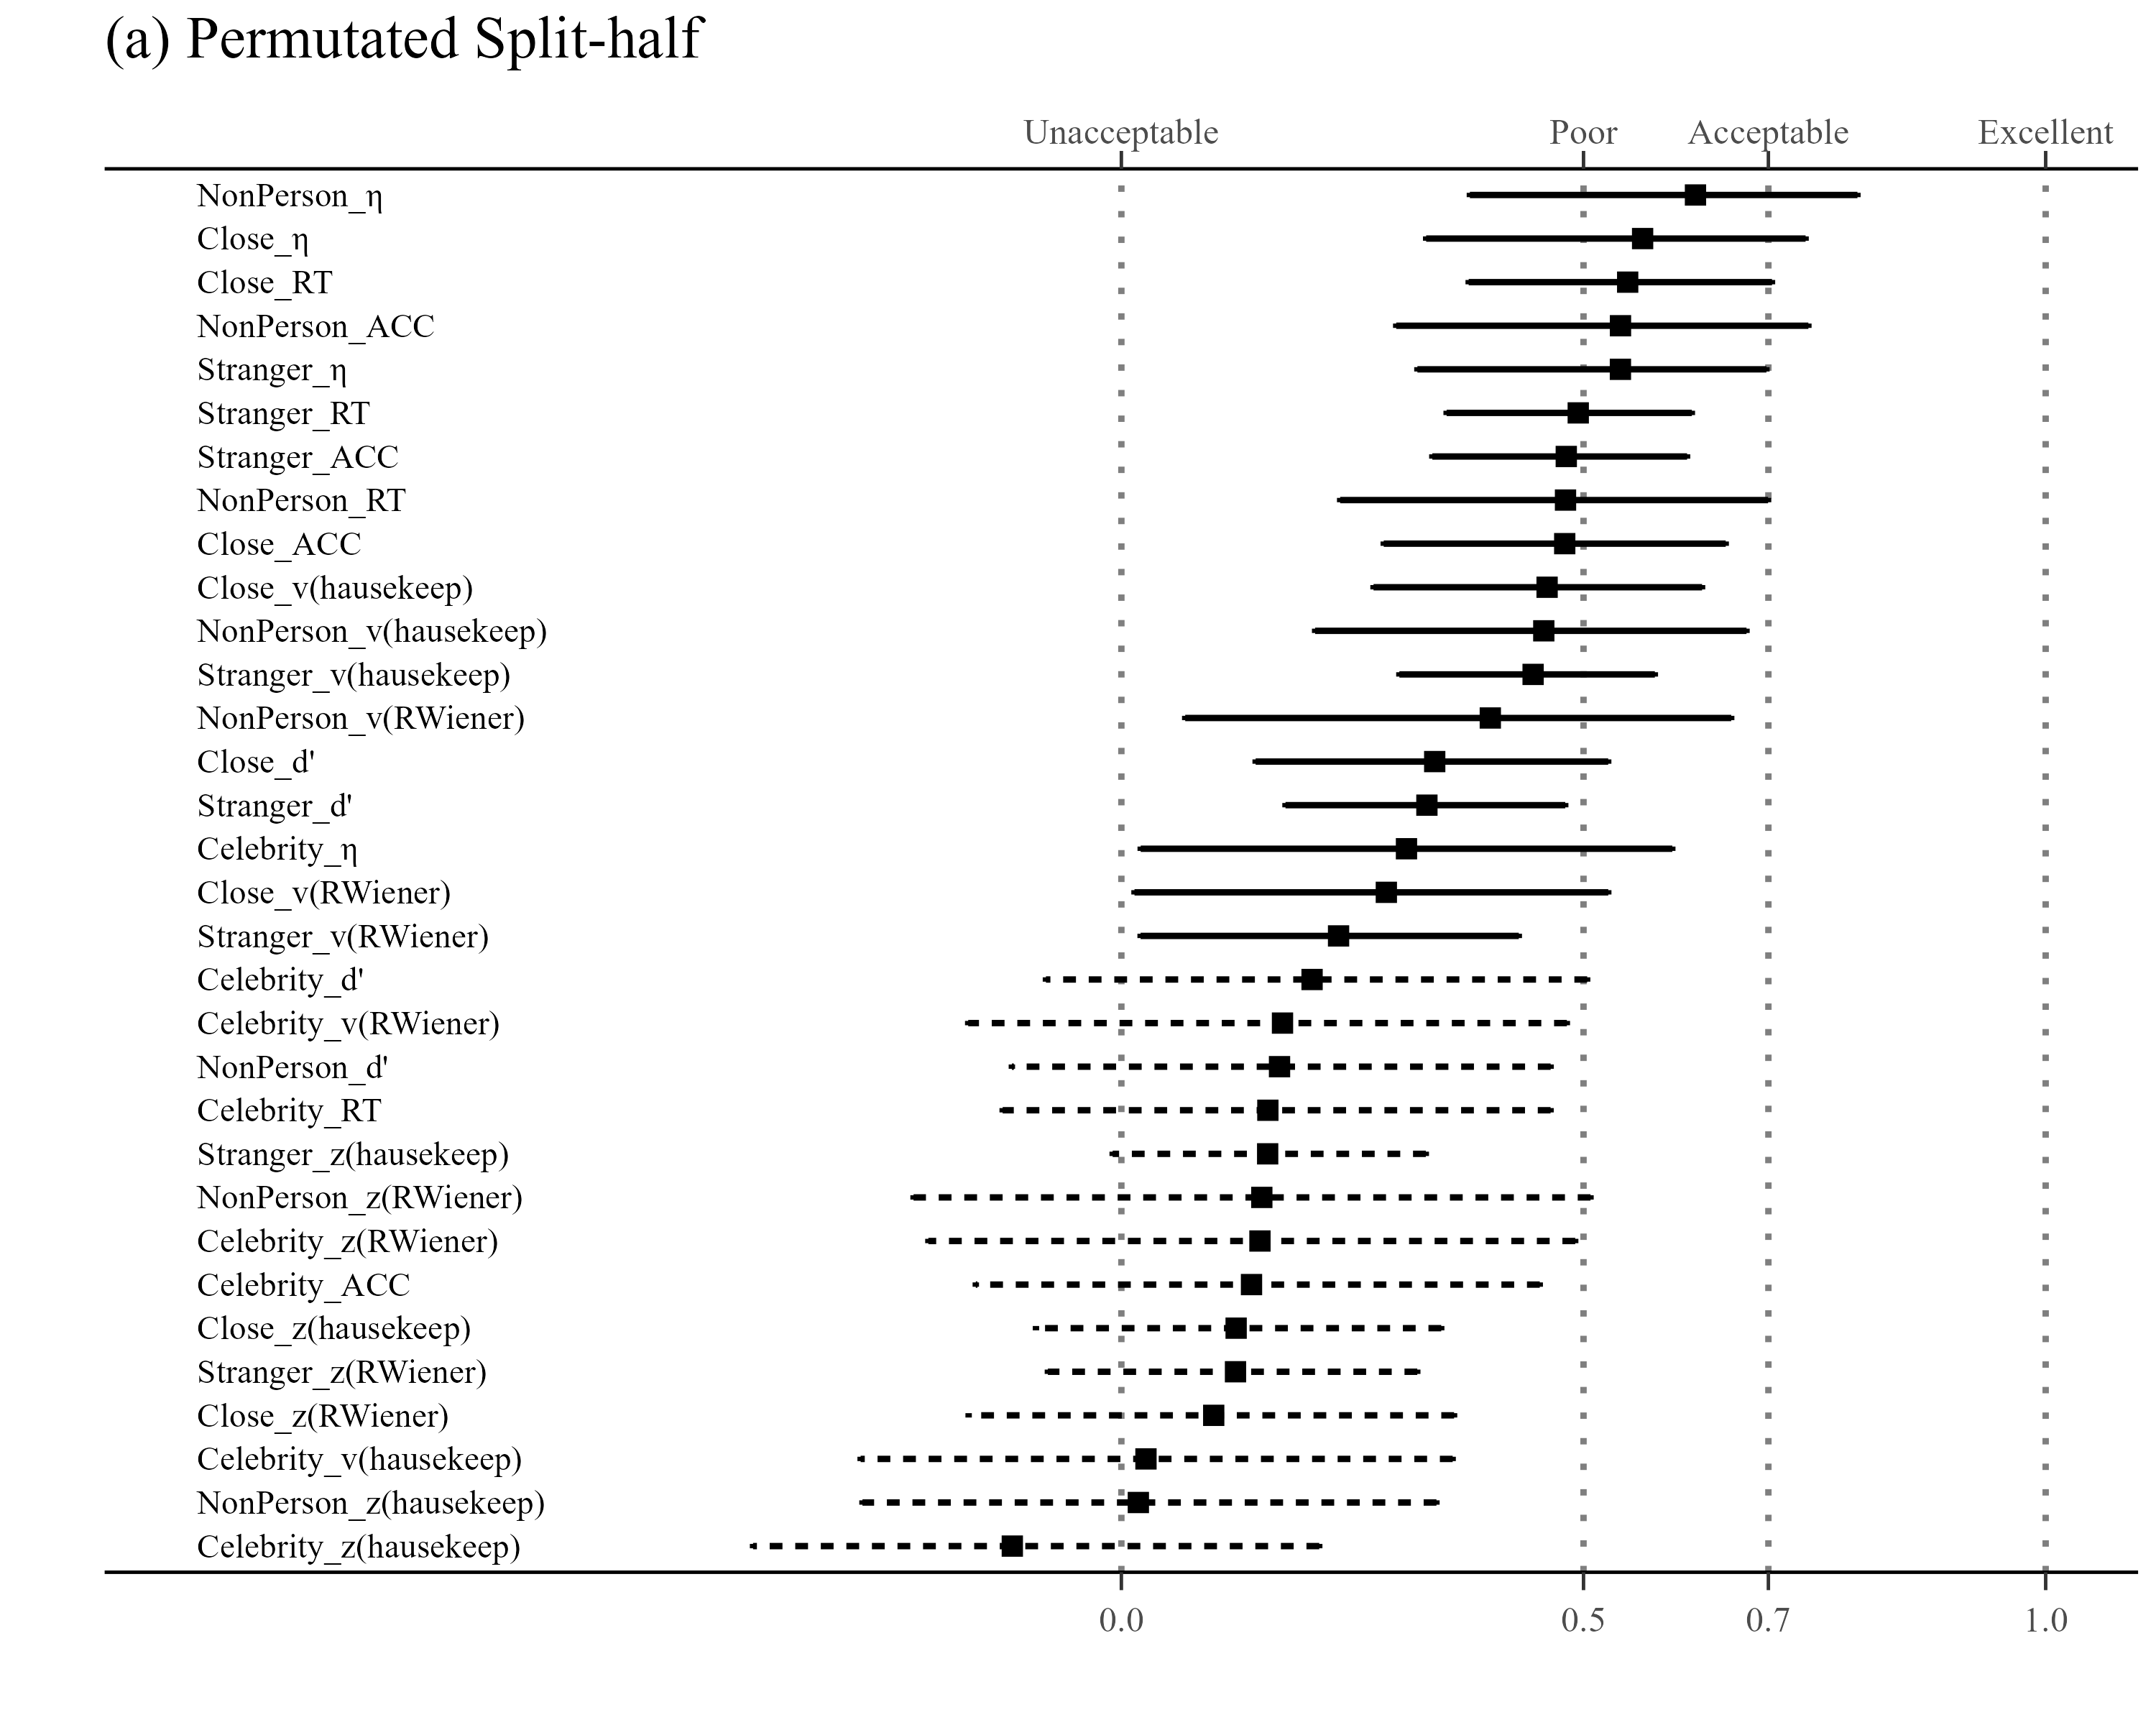 (a) Permutated Split-half
Unacceptable Poor Acceptable Excellent
NonPerson_η
Close_η
Close_RT
NonPerson_ACC
Stranger_η
Stranger_RT
Stranger_ACC
NonPerson_RT
Close_ACC
Close_v(hausekeep)
NonPerson_v(hausekeep)
Stranger_v(hausekeep)
NonPerson_v(RWiener)
Close_d'
Stranger_d'
Celebrity_η
Close_v(RWiener)
Stranger_v(RWiener)
Celebrity_d'
Celebrity_v(RWiener)
NonPerson_d'
Celebrity_RT
Stranger_z(hausekeep)
NonPerson_z(RWiener)
Celebrity_z(RWiener)
Celebrity_ACC
Close_z(hausekeep)
Stranger_z(RWiener)
Close_z(RWiener)
Celebrity_v(hausekeep)
NonPerson_z(hausekeep)
Celebrity_z(hausekeep)
0.0 0.5 0.7 1.0